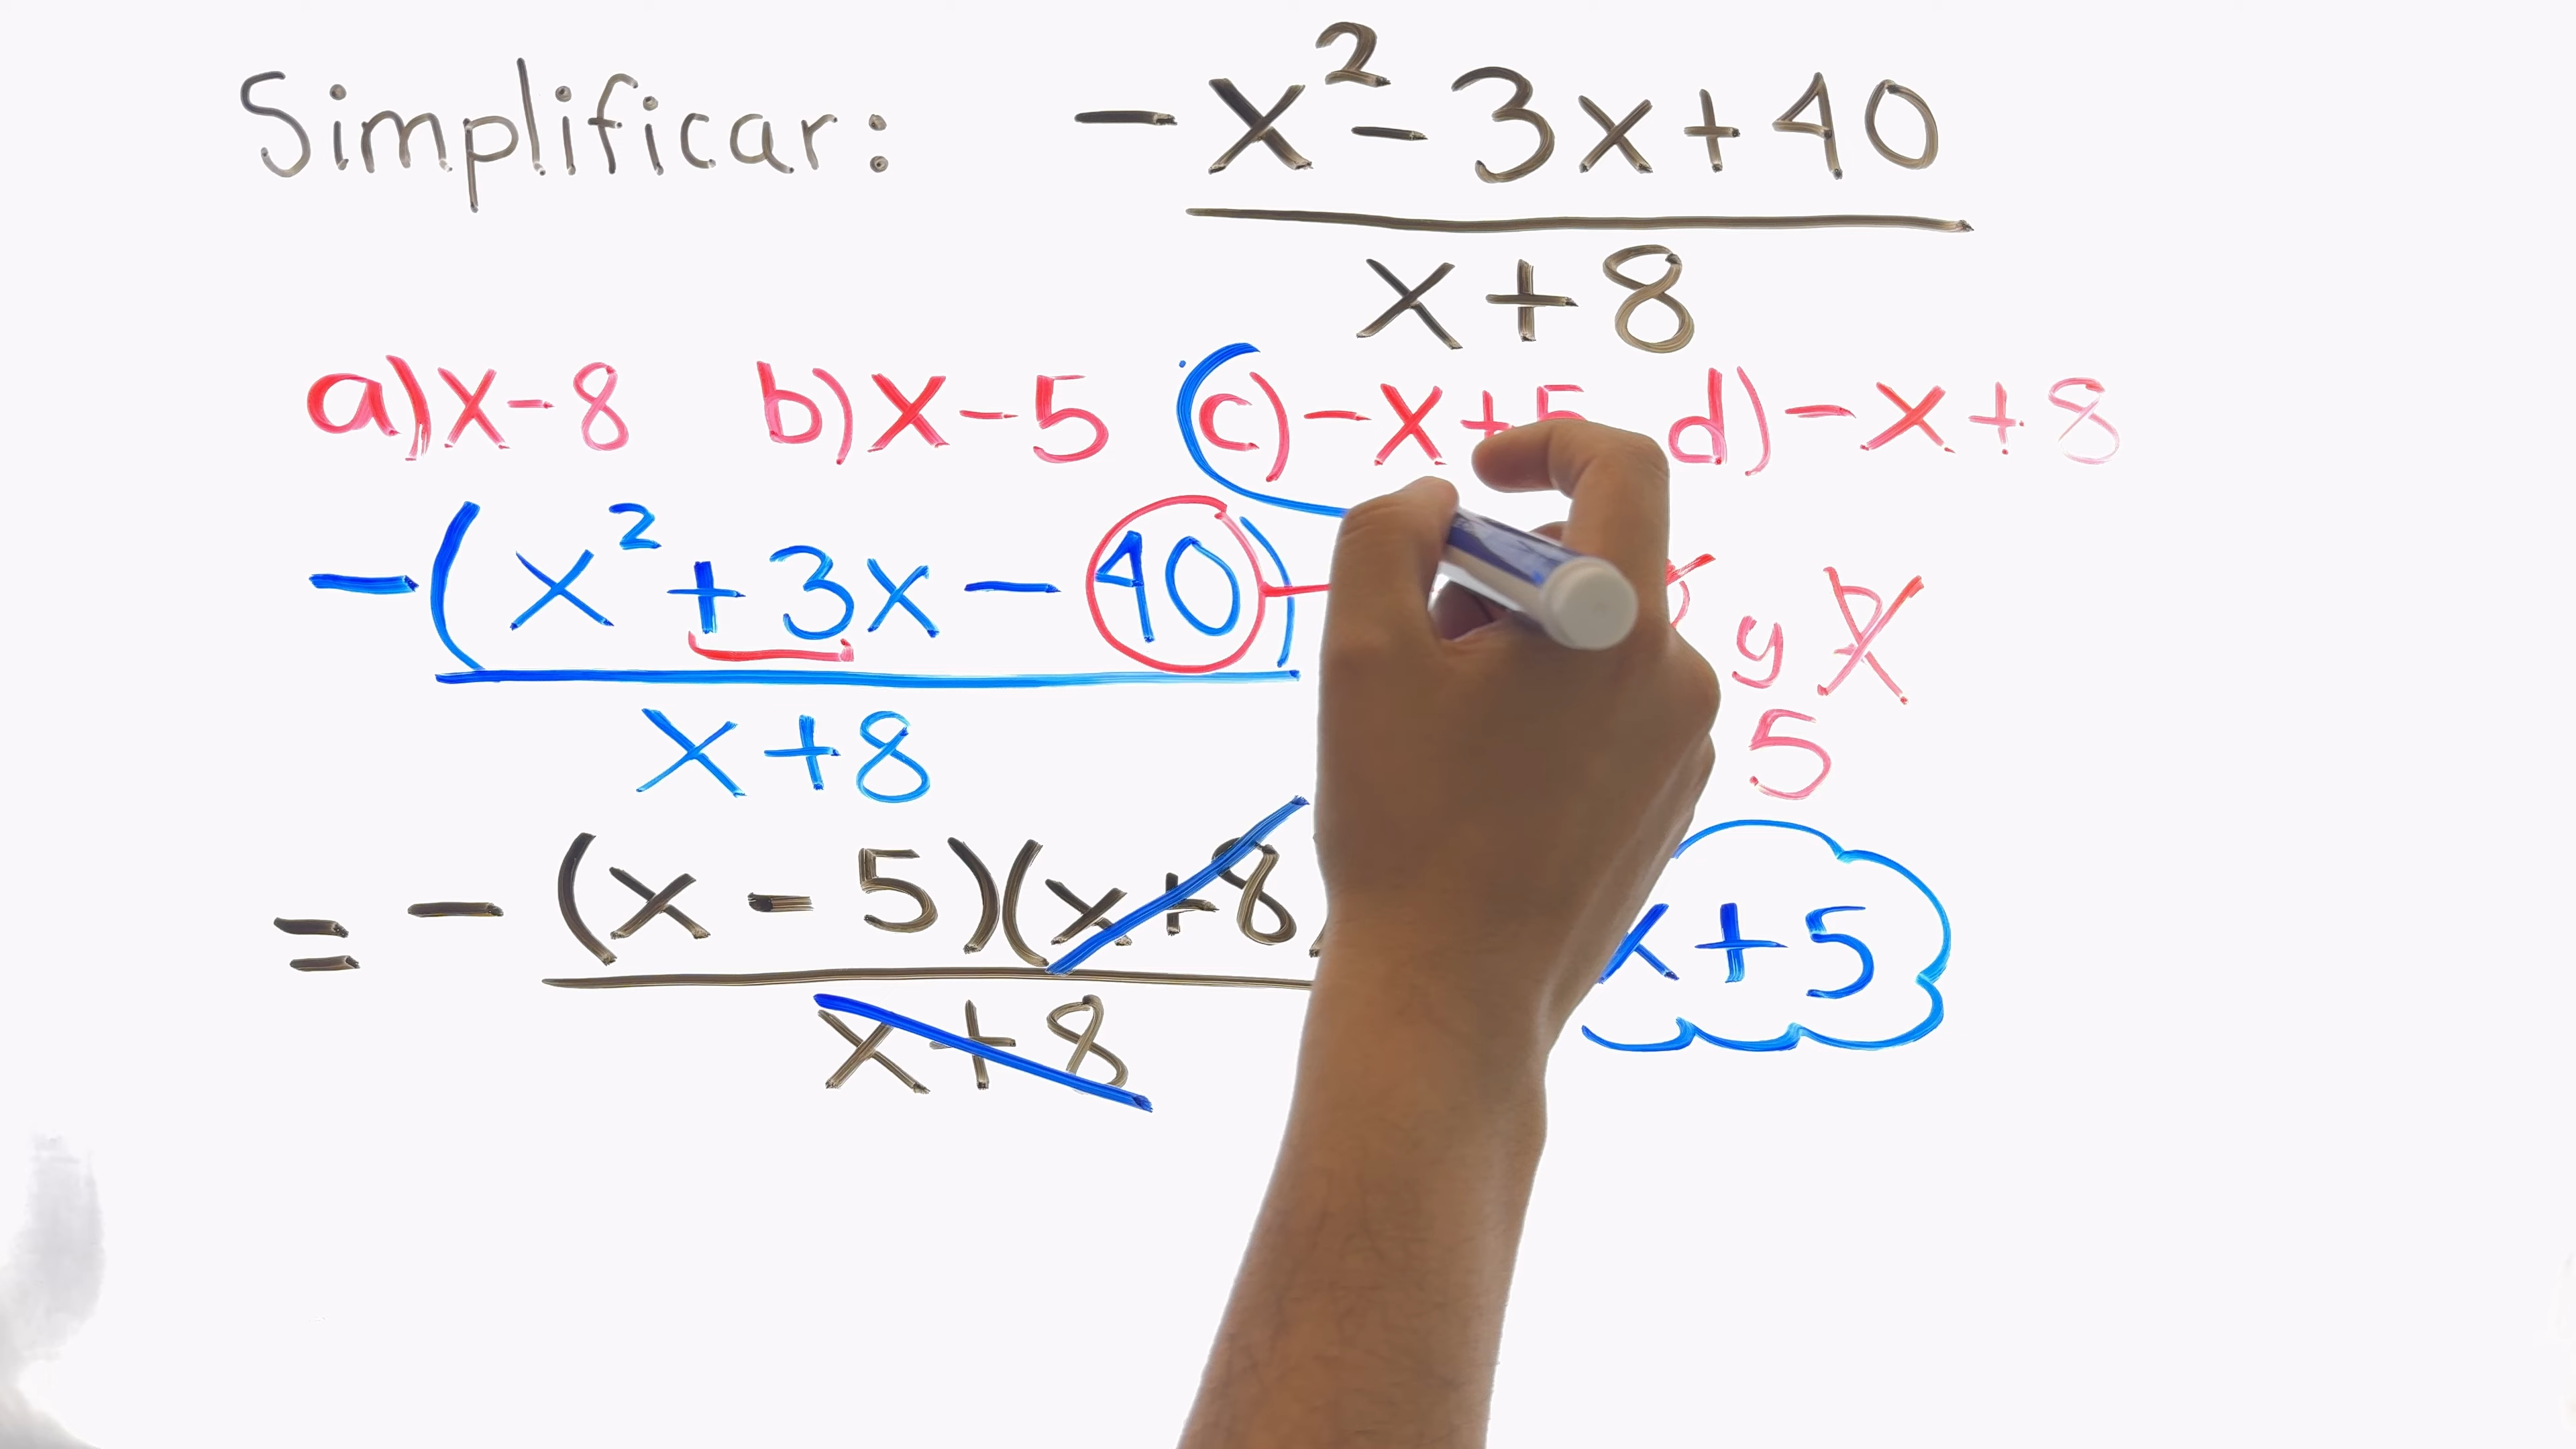 Simplificar: -x² - 3x + 40
x + 8
a) x - 8 b) x - 5 c) -x + 5 d) -x + 8
-(x² + 3x - 40)
y
x + 8
5
= -(x - 5)(x + 8
x + 5
x + 8